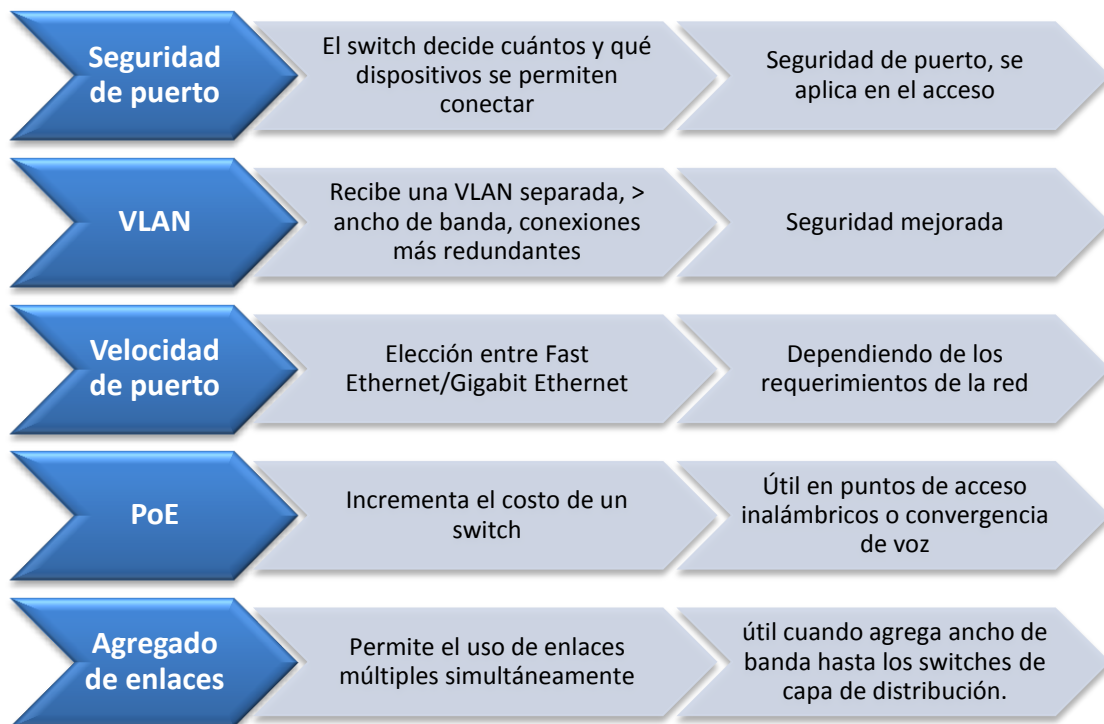 Seguridad
de puerto
El switch decide cuántos y qué
dispositivos se permiten
conectar
Seguridad de puerto, se
aplica en el acceso
VLAN
Recibe una VLAN separada, >
ancho de banda, conexiones
más redundantes
Seguridad mejorada
Velocidad
de puerto
Elección entre Fast
Ethernet/Gigabit Ethernet
Dependiendo de los
requerimientos de la red
PoE
Incrementa el costo de un
switch
Útil en puntos de acceso
inalámbricos o convergencia
de voz
Agregado
de enlaces
Permite el uso de enlaces
múltiples simultáneamente
útil cuando agrega ancho de
banda hasta los switches de
capa de distribución.